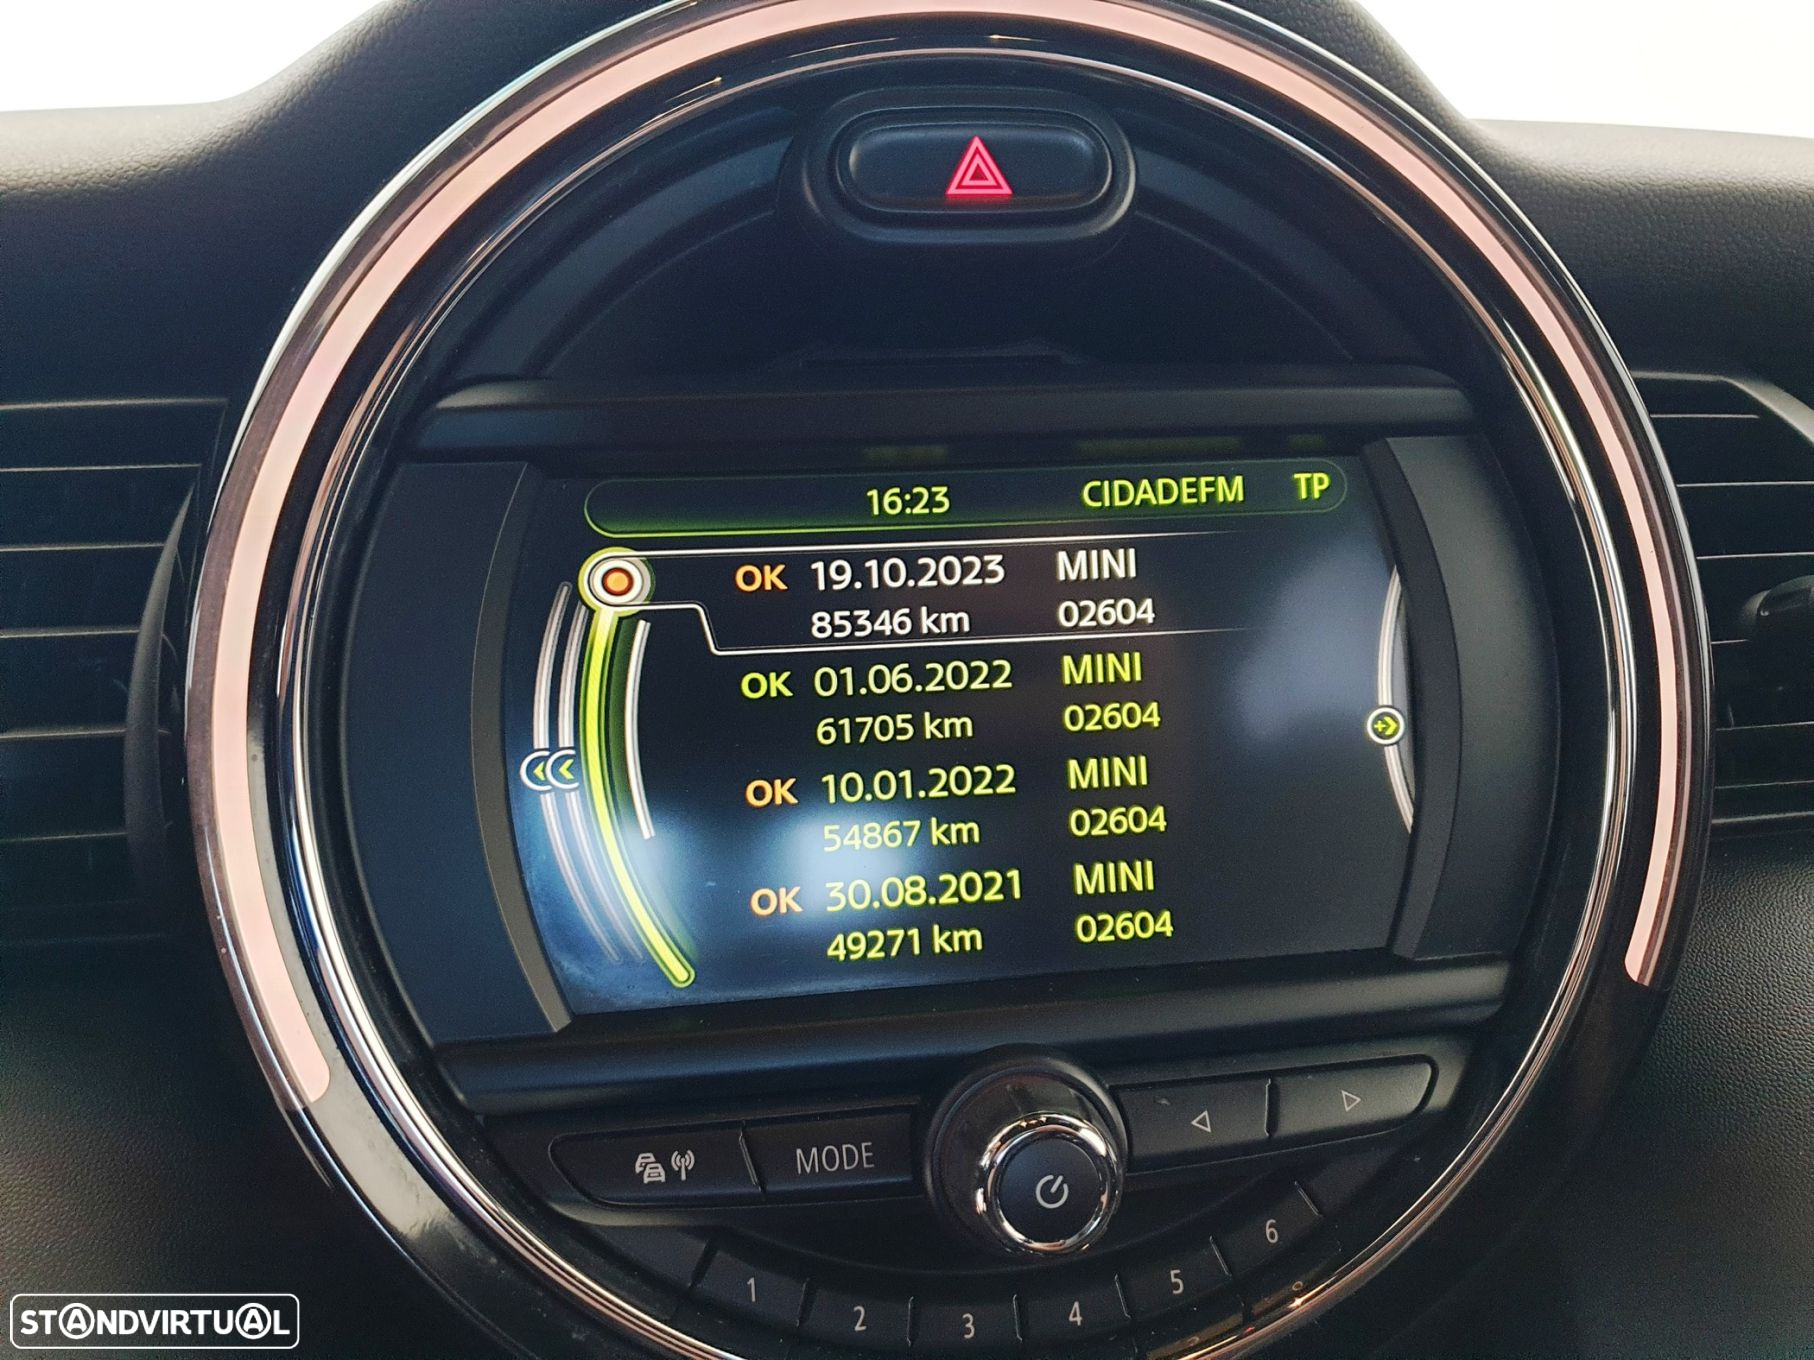 16:23 CIDADEFM TP
OK 19.10.2023 MINI
85346 km 02604
OK 01.06.2022 MINI
61705 km 02604
OK 10.01.2022 MINI
54867 km 02604
OK 30.08.2021 MINI
49271 km 02604
MODE
1 2 3 4 5 6
STANDVIRTUAL